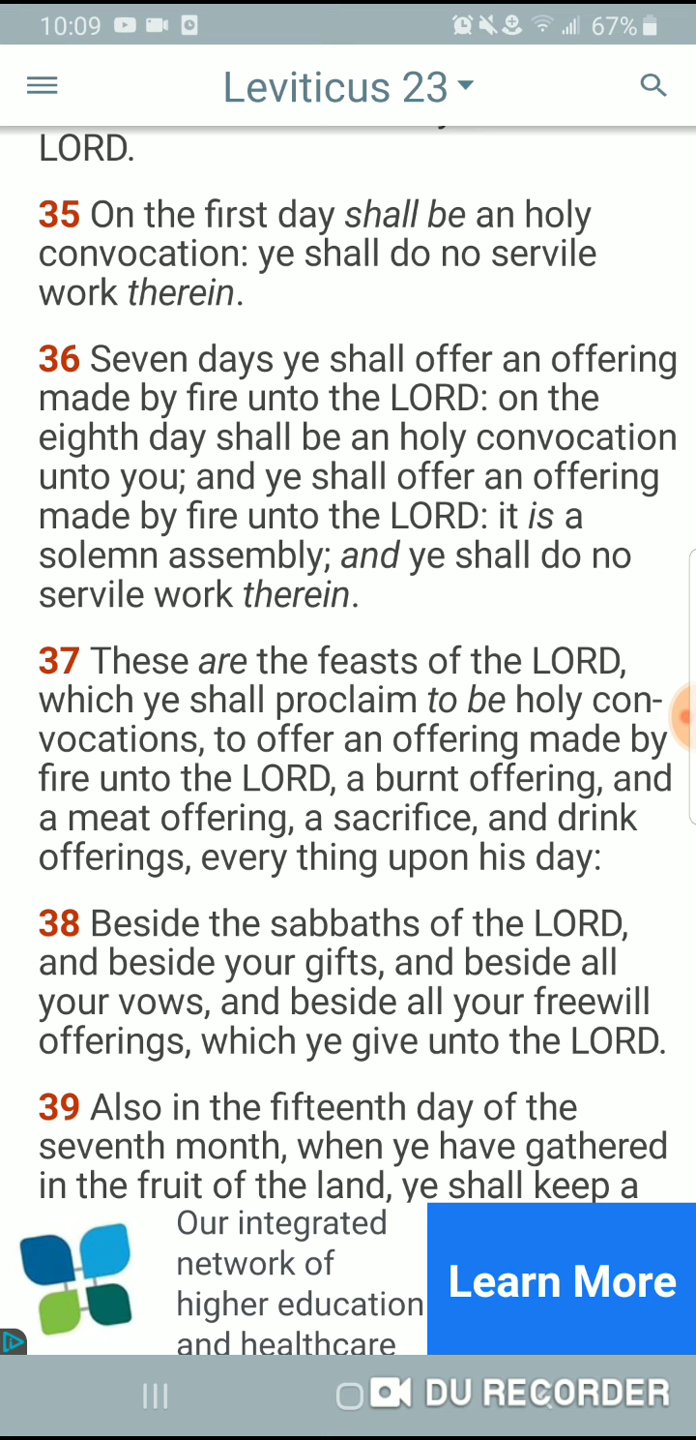 10:09
67%
Leviticus 23
LORD.
35 On the first day shall be an holy
convocation: ye shall do no servile
work therein.
36 Seven days ye shall offer an offering
made by fire unto the LORD: on the
eighth day shall be an holy convocation
unto you; and ye shall offer an offering
made by fire unto the LORD: it is a
solemn assembly; and ye shall do no
servile work therein.
37 These are the feasts of the LORD,
which ye shall proclaim to be holy con-
vocations, to offer an offering made by
fire unto the LORD, a burnt offering, and
a meat offering, a sacrifice, and drink
offerings, every thing upon his day:
38 Beside the sabbaths of the LORD,
and beside your gifts, and beside all
your vows, and beside all your freewill
offerings, which ye give unto the LORD.
39 Also in the fifteenth day of the
seventh month, when ye have gathered
in the fruit of the land, ye shall keep a
Our integrated
network of
higher education
and healthcare
Learn More
DU RECORDER